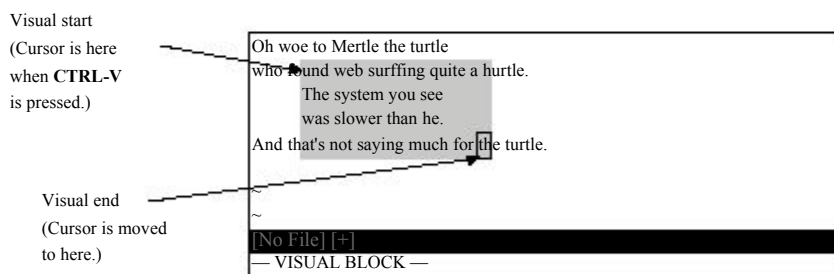 Visual start
(Cursor is here
when CTRL-V
is pressed.)
Oh woe to Mertle the turtle
who found web surffing quite a hurtle.
The system you see
was slower than he.
And that's not saying much for the turtle.
Visual end
(Cursor is moved
to here.)
~
~
[No File] [+]
— VISUAL BLOCK —